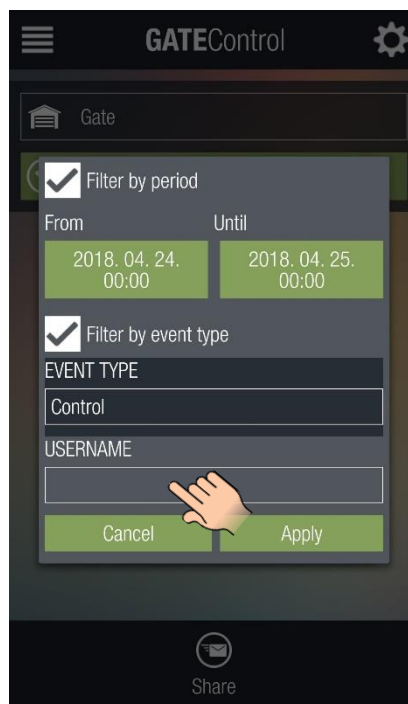 GATEControl
Gate
Filter by period
From Until
2018. 04. 24. 2018. 04. 25.
00:00 00:00
Filter by event type
EVENT TYPE
Control
USERNAME
Cancel Apply
Share